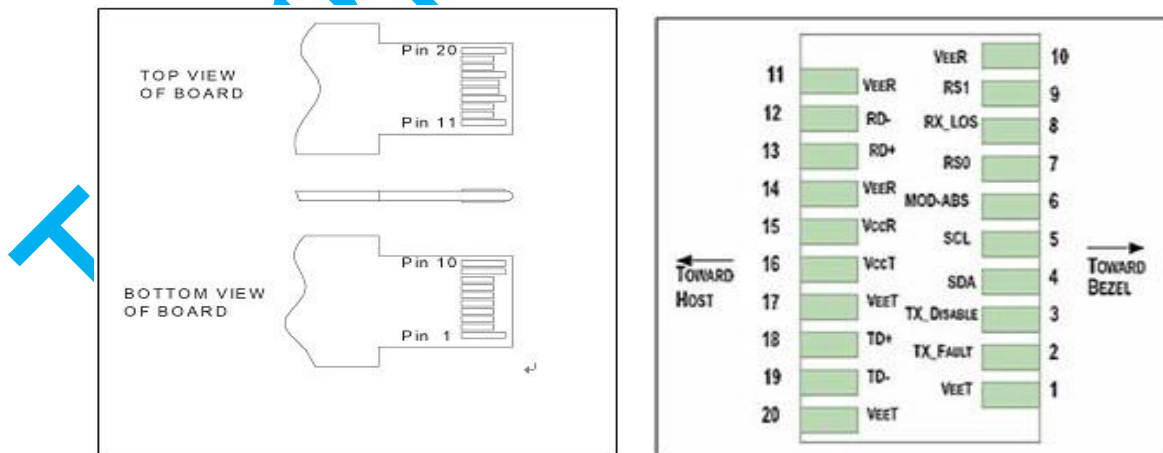 TOP VIEW
OF BOARD
Pin 20
Pin 11
BOTTOM VIEW
OF BOARD
Pin 10
Pin 1
TOWARD
HOST
11 VEER
12 RD-
13 RD+
14 VEER
15 VCCR
16 VCCT
17 VEET
18 TD+
19 TD-
20 VEET
VEER 10
RS1 9
RX_LOS 8
RS0 7
MOD-ABS 6
SCL 5
SDA 4
TX_DISABLE 3
TX_FAULT 2
VEET 1
TOWARD
BEZEL